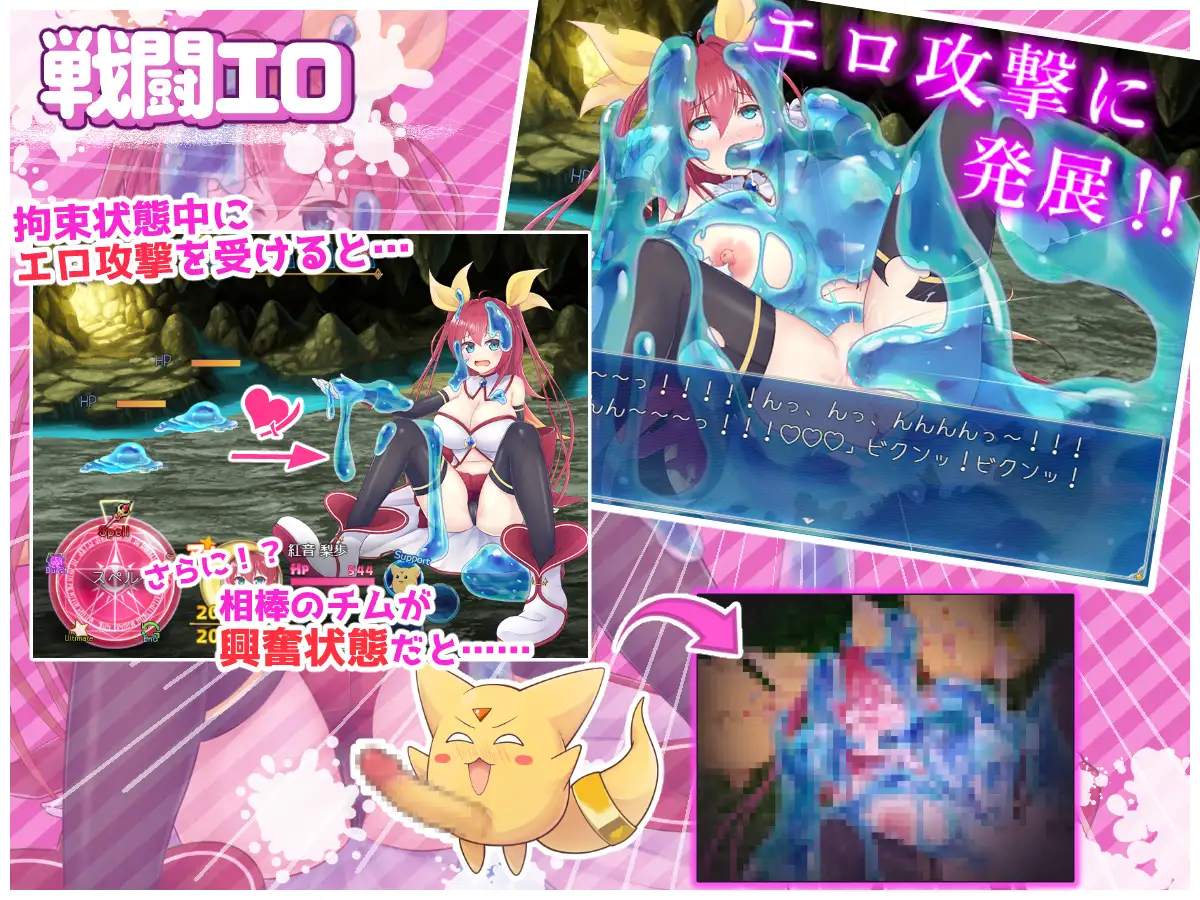 戦闘エロ
エロ攻撃に
発展!!
拘束状態中に
エロ攻撃を受けると…
HP
HP
HP
~~っ!!!!!んっ、んっ、んんんんっ~!!!
んん~~~っ!!!♡♡♡」ビクンッ!ビクンッ!
Spell
スペル
Ultimate
紅音 梨歩
HP 544
Support
さらに!?
相棒のチムが
興奮状態だと……